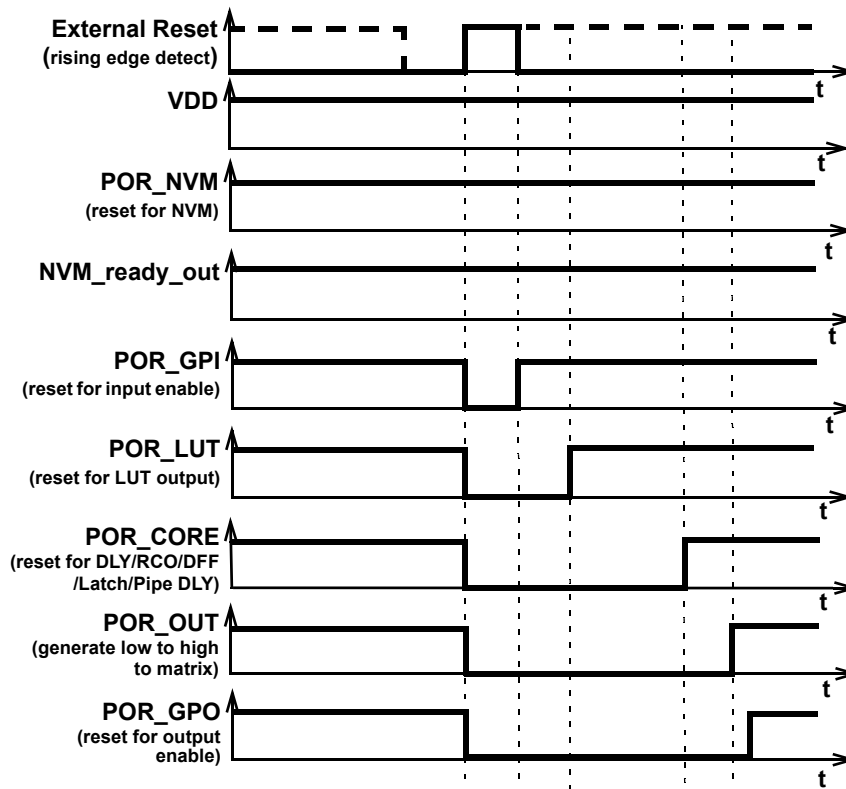 External Reset
(rising edge detect)
t
VDD
t
POR_NVM
(reset for NVM)
t
NVM_ready_out
t
POR_GPI
(reset for input enable)
t
POR_LUT
(reset for LUT output)
t
POR_CORE
(reset for DLY/RCO/DFF
/Latch/Pipe DLY)
t
POR_OUT
(generate low to high
to matrix)
t
POR_GPO
(reset for output
enable)
t